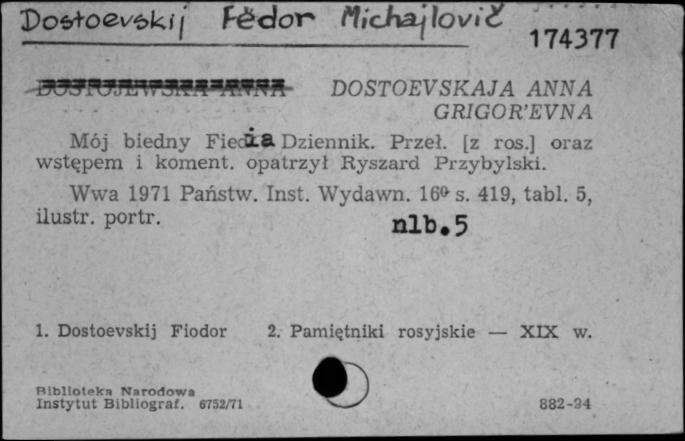 Dostoevskij Fëdor Michajlovič
174377
DOSTOJEWSKA ANNA DOSTOEVSKAJA ANNA
GRIGOR'EVNA
Mój biedny Fiedia Dziennik. Przeł. [z ros.] oraz
wstępem i koment. opatrzył Ryszard Przybylski.
Wwa 1971 Państw. Inst. Wydawn. 16° s. 419, tabl. 5,
ilustr. portr.
nlb.5
1. Dostoevskij Fiodor 2. Pamiętniki rosyjskie — XIX w.
Biblioteka Narodowa
Instytut Bibliograf. 6752/71 882-94